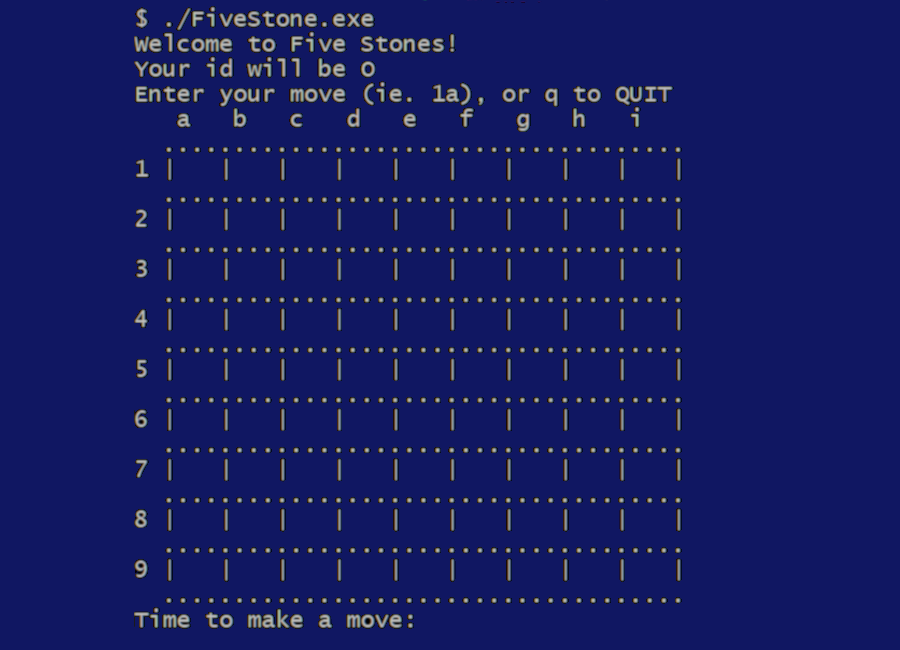 $ ./FiveStone.exe
Welcome to Five Stones!
Your id will be O
Enter your move (ie. 1a), or q to QUIT
a b c d e f g h i
.....................................
1 | | | | | | | | | |
.....................................
2 | | | | | | | | | |
.....................................
3 | | | | | | | | | |
.....................................
4 | | | | | | | | | |
.....................................
5 | | | | | | | | | |
.....................................
6 | | | | | | | | | |
.....................................
7 | | | | | | | | | |
.....................................
8 | | | | | | | | | |
.....................................
9 | | | | | | | | | |
.....................................
Time to make a move: